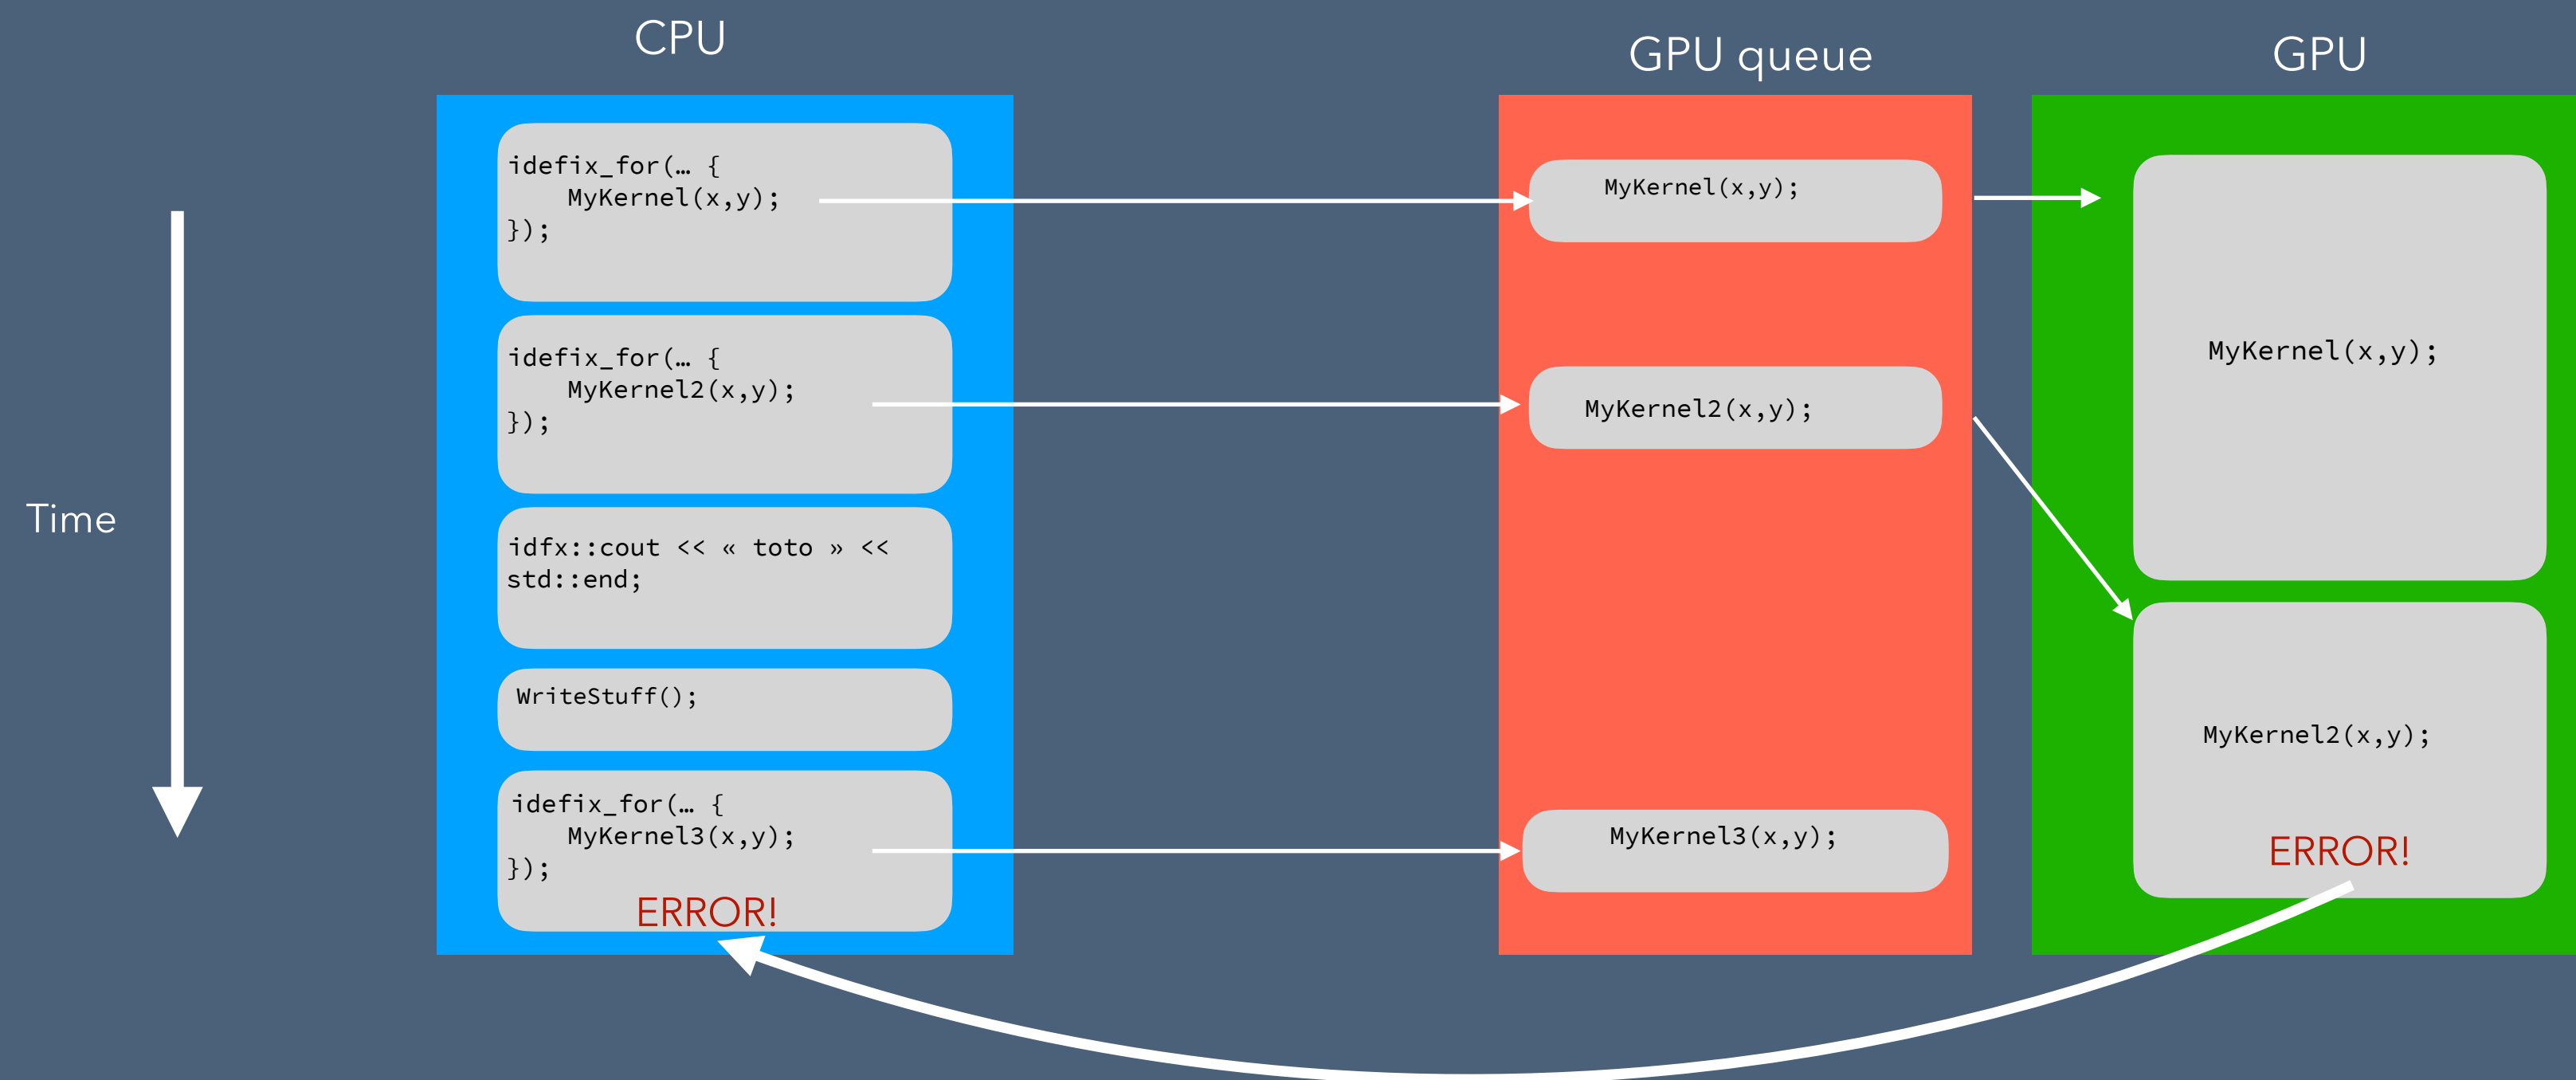 CPU
GPU queue
GPU
Time
idefix_for(… {
    MyKernel(x,y);
});
idefix_for(… {
    MyKernel2(x,y);
});
idfx::cout << « toto » <<
std::end;
WriteStuff();
idefix_for(… {
    MyKernel3(x,y);
});
ERROR!
MyKernel(x,y);
MyKernel2(x,y);
MyKernel3(x,y);
MyKernel(x,y);
MyKernel2(x,y);
ERROR!